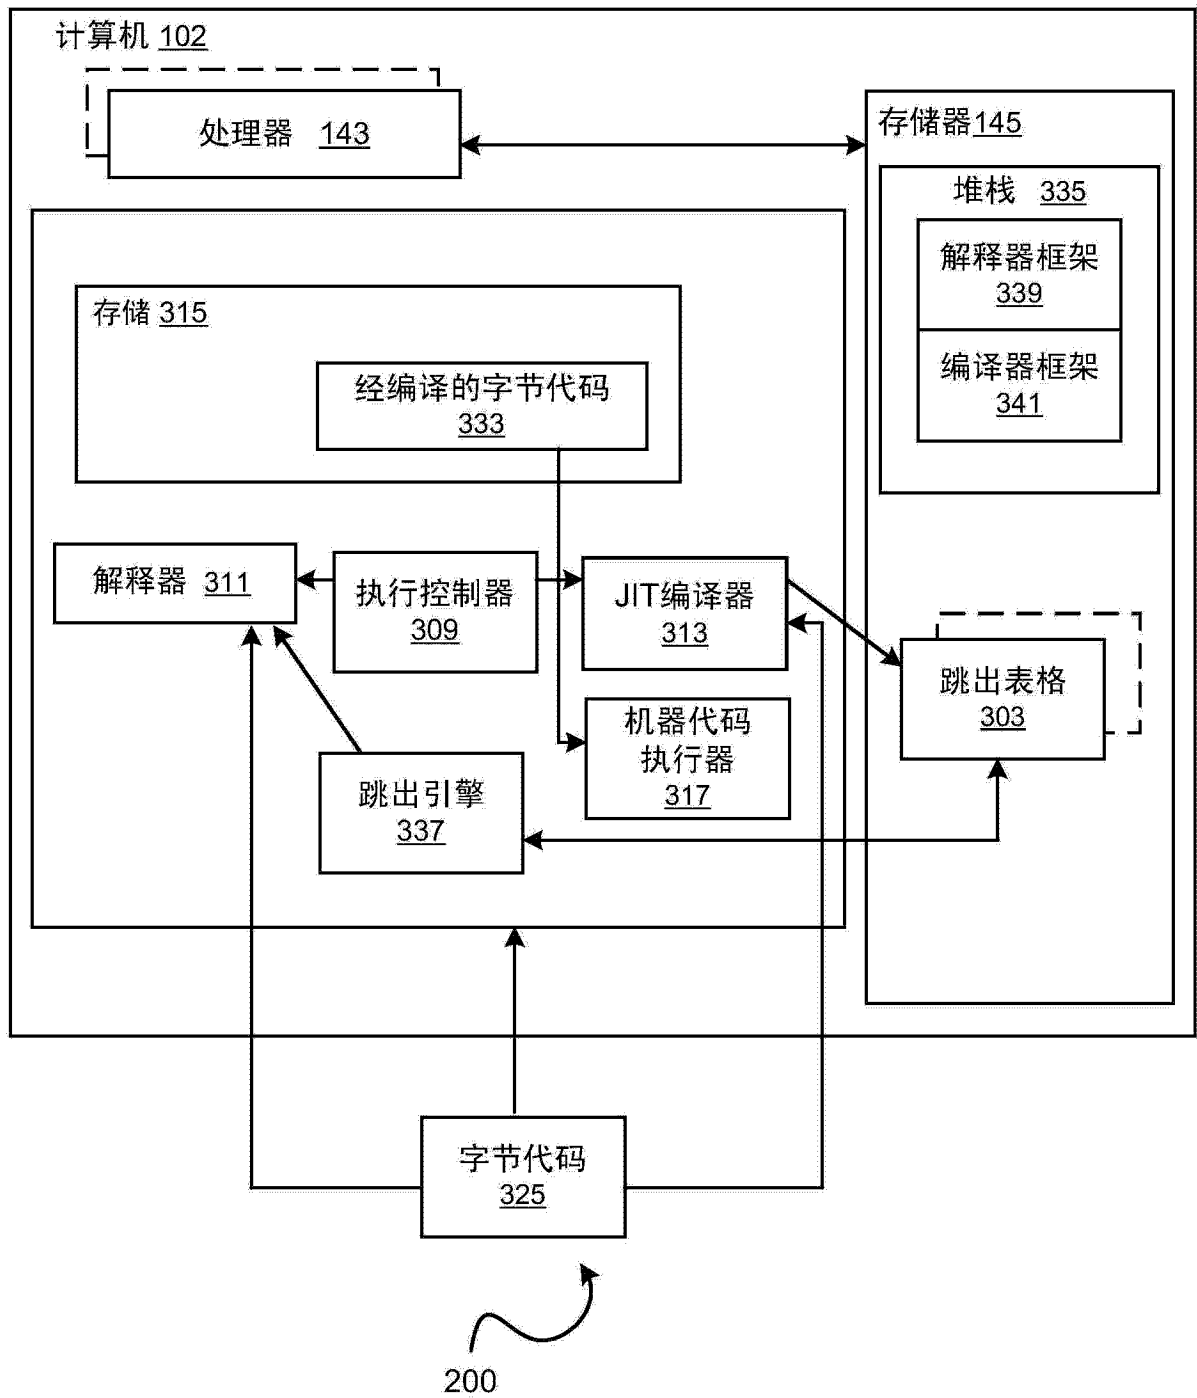 计算机 102
处理器 143
存储器145
堆栈 335
解释器框架
339
编译器框架
341
存储 315
经编译的字节代码
333
解释器 311
执行控制器
309
JIT编译器
313
跳出表格
303
机器代码
执行器
317
跳出引擎
337
字节代码
325
200